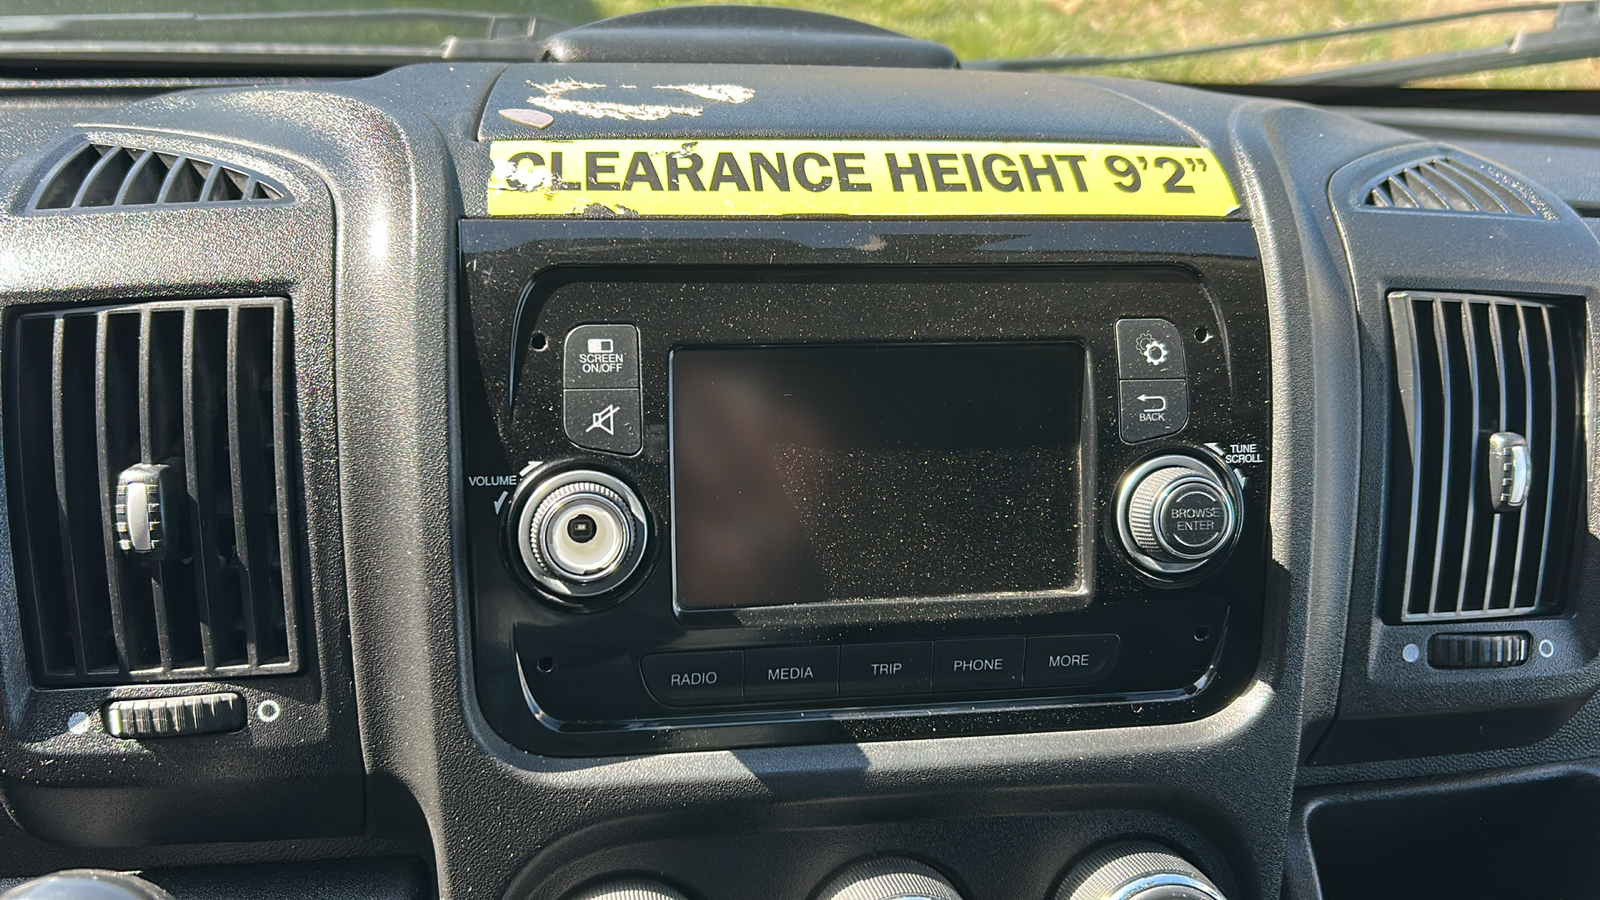 CLEARANCE HEIGHT 9'2"
SCREEN
ON/OFF
BACK
VOLUME
TUNE
SCROLL
BROWSE
ENTER
RADIO
MEDIA
TRIP
PHONE
MORE